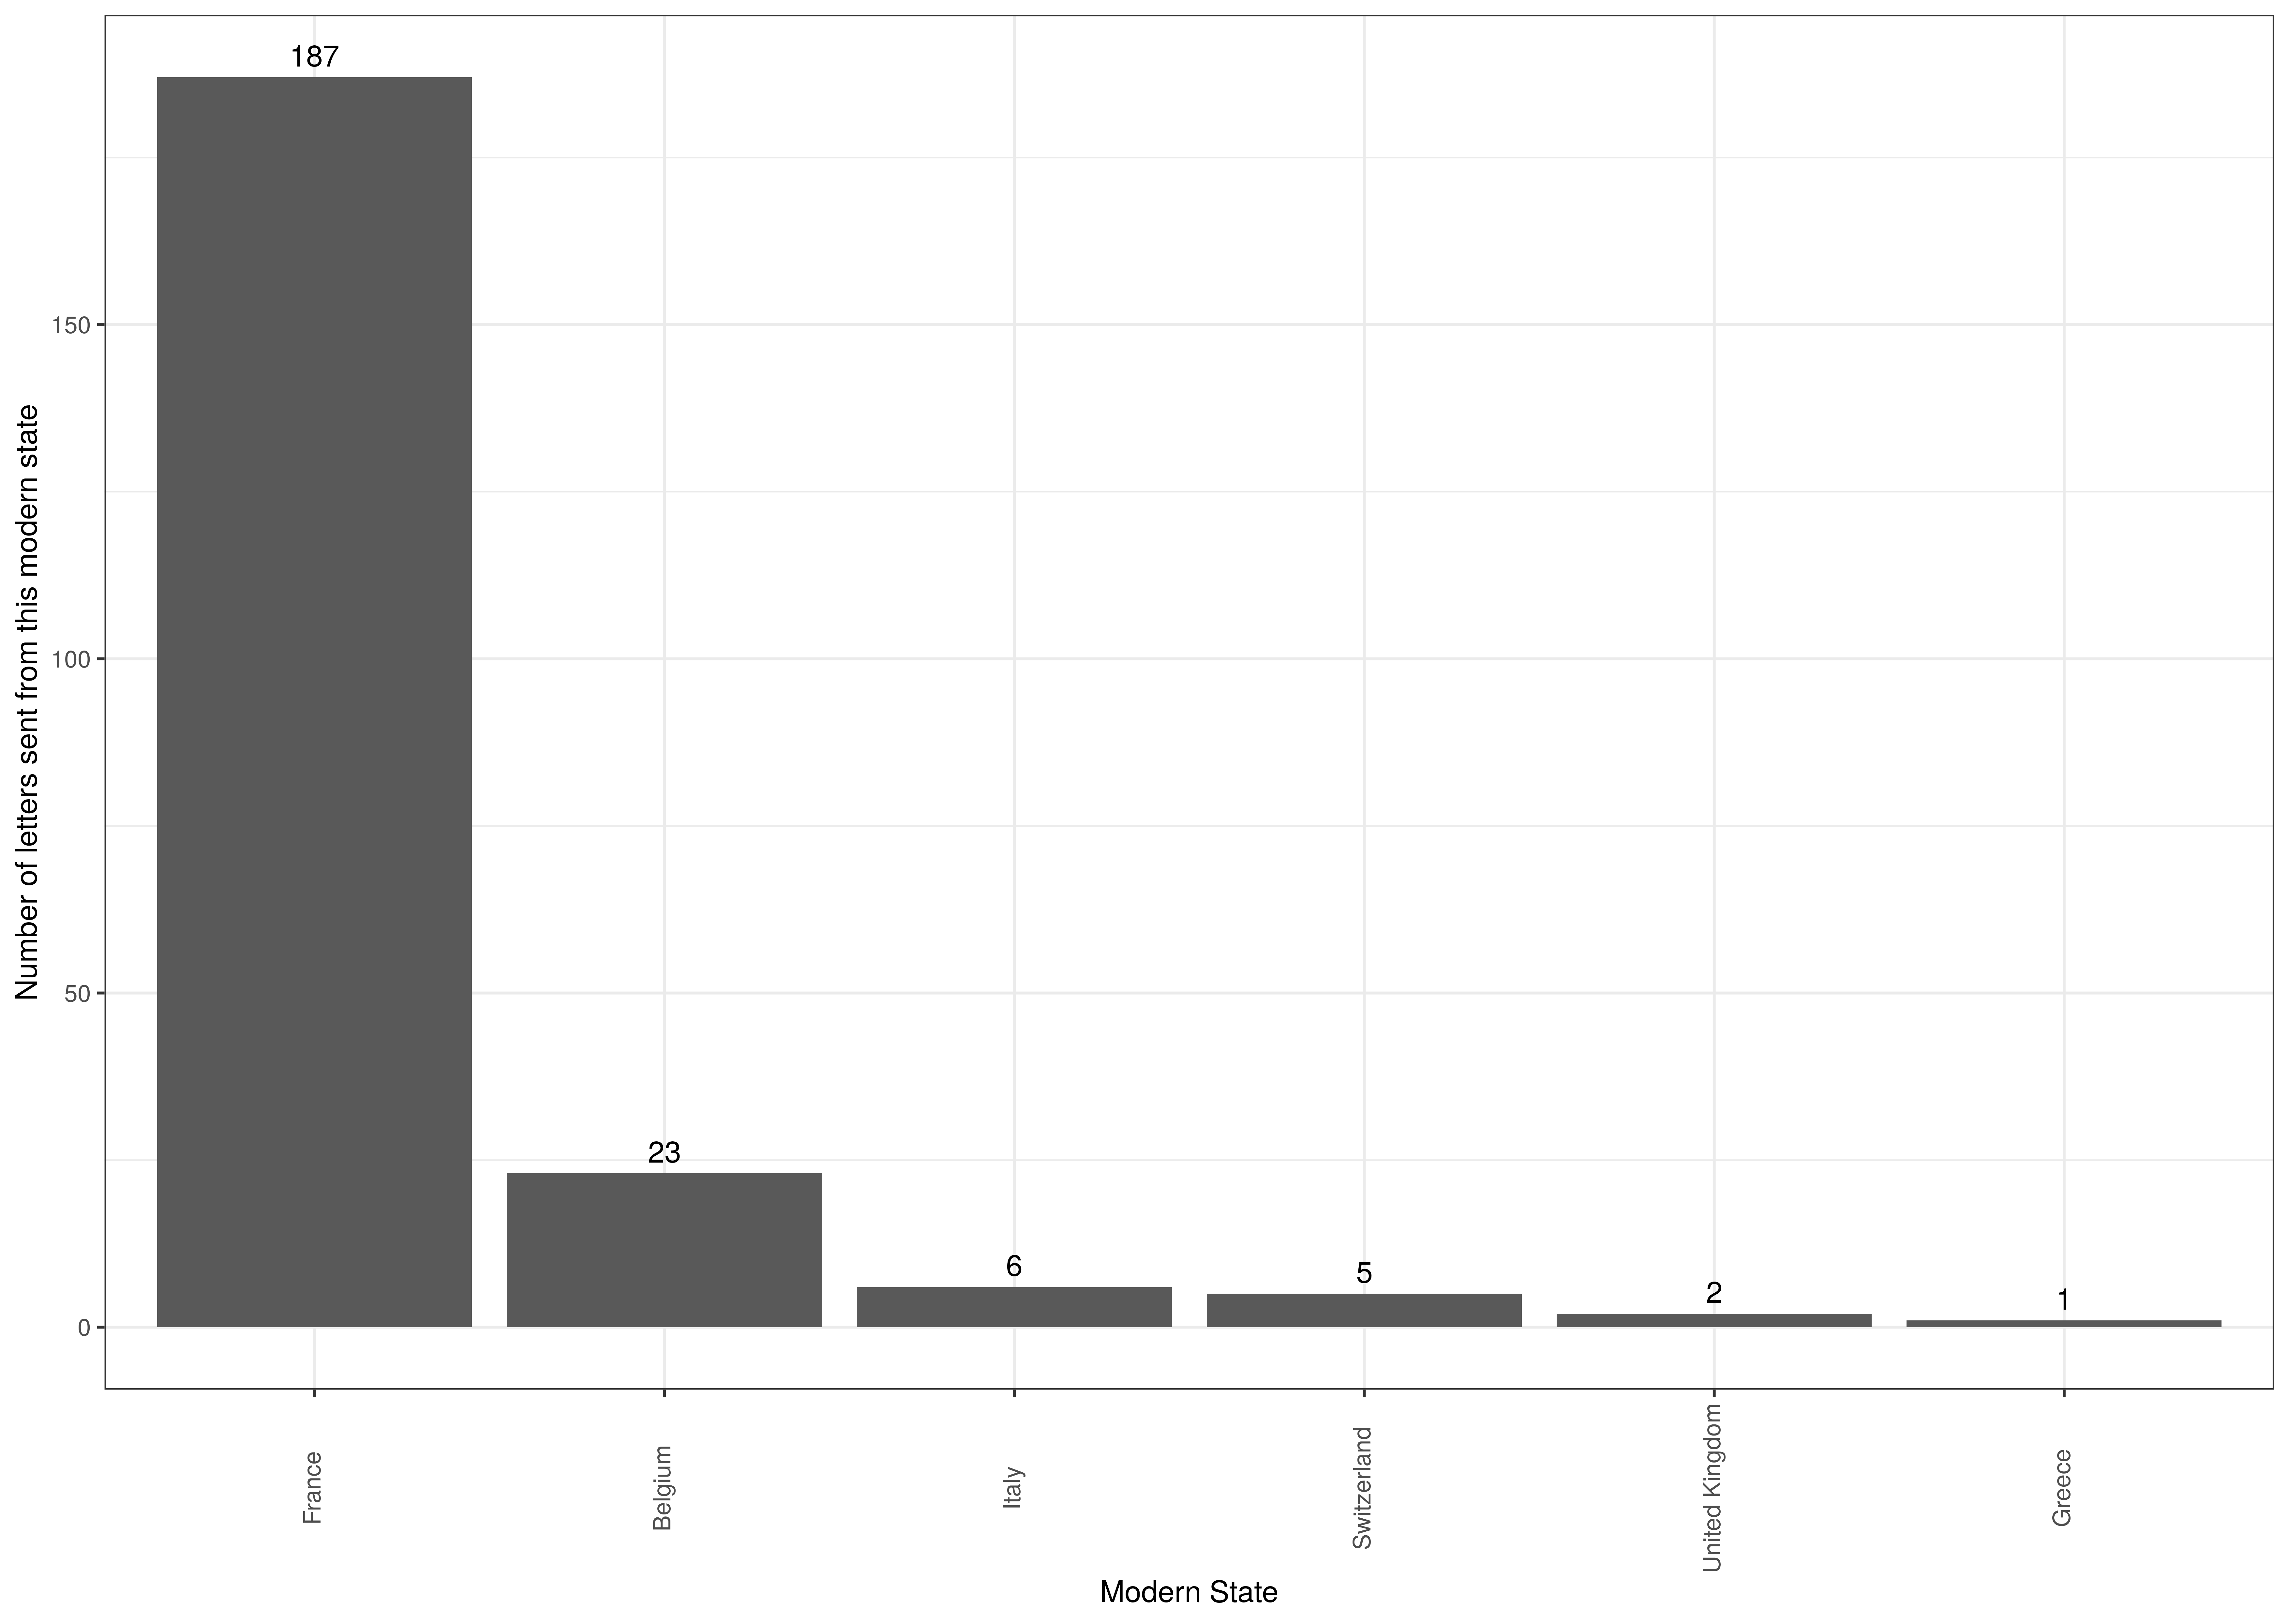 Number of letters sent from this modern state
150
100
50
0
187
23
6
5
2
1
France
Belgium
Italy
Switzerland
United Kingdom
Greece
Modern State